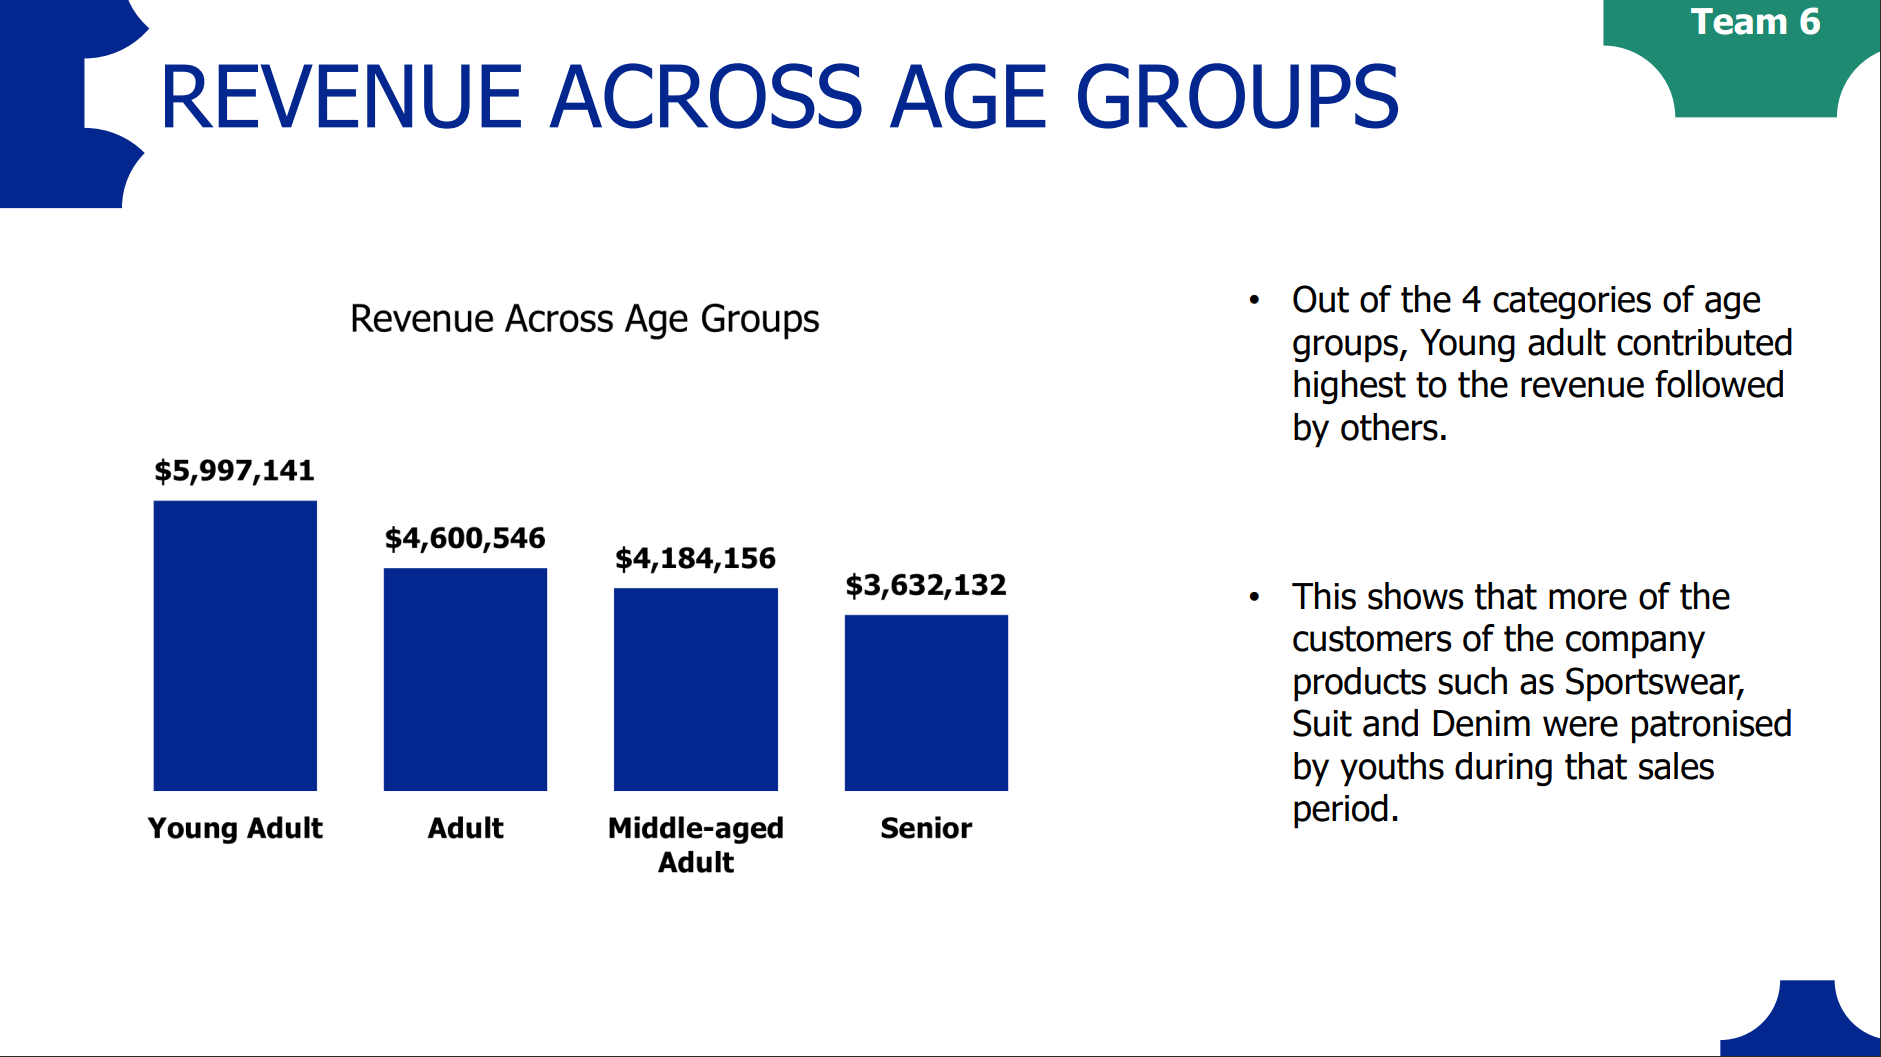 Team 6
REVENUE ACROSS AGE GROUPS
Revenue Across Age Groups
$5,997,141
$4,600,546
$4,184,156
$3,632,132
Young Adult
Adult
Middle-aged
Adult
Senior
• Out of the 4 categories of age
groups, Young adult contributed
highest to the revenue followed
by others.
• This shows that more of the
customers of the company
products such as Sportswear,
Suit and Denim were patronised
by youths during that sales
period.